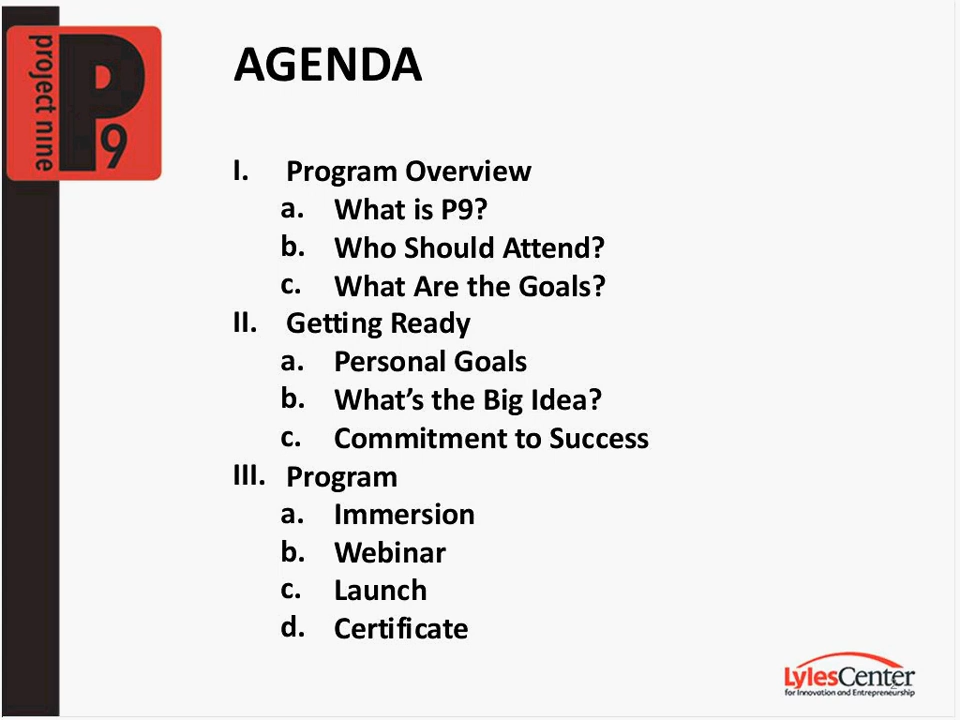 project nine
P9
AGENDA
I. Program Overview
a. What is P9?
b. Who Should Attend?
c. What Are the Goals?
II. Getting Ready
a. Personal Goals
b. What’s the Big Idea?
c. Commitment to Success
III. Program
a. Immersion
b. Webinar
c. Launch
d. Certificate
LylesCenter
for Innovation and Entrepreneurship
2